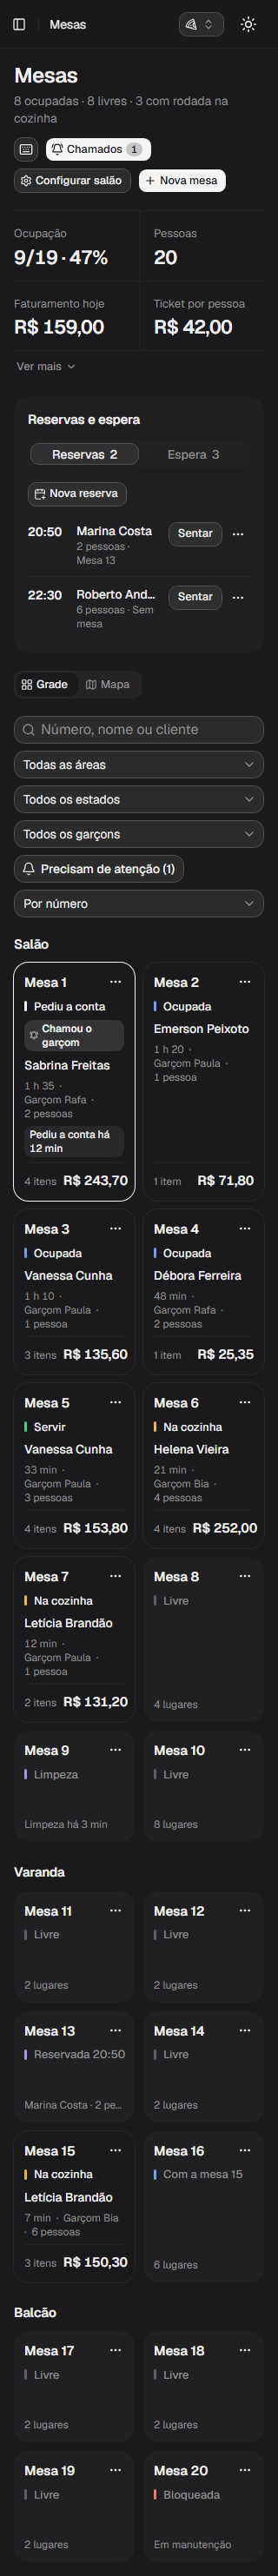 Mesas
Mesas
8 ocupadas · 8 livres · 3 com rodada na
cozinha
Chamados 1
Configurar salão
Nova mesa
Ocupação
9/19 · 47%
Pessoas
20
Faturamento hoje
R$ 159,00
Ticket por pessoa
R$ 42,00
Ver mais
Reservas e espera
Reservas 2
Espera 3
Nova reserva
20:50
Marina Costa
2 pessoas ·
Mesa 13
Sentar
22:30
Roberto And...
6 pessoas · Sem
mesa
Sentar
Grade
Mapa
Número, nome ou cliente
Todas as áreas
Todos os estados
Todos os garçons
Precisam de atenção (1)
Por número
Salão
Mesa 1
Pediu a conta
Chamou o
garçom
Sabrina Freitas
1 h 35 ·
Garçom Rafa ·
2 pessoas
Pediu a conta há
12 min
4 itens R$ 243,70
Mesa 2
Ocupada
Emerson Peixoto
1 h 20 ·
Garçom Paula ·
1 pessoa
1 item R$ 71,80
Mesa 3
Ocupada
Vanessa Cunha
1 h 10 ·
Garçom Paula ·
1 pessoa
3 itens R$ 135,60
Mesa 4
Ocupada
Débora Ferreira
48 min ·
Garçom Rafa ·
2 pessoas
1 item R$ 25,35
Mesa 5
Servir
Vanessa Cunha
33 min ·
Garçom Paula ·
3 pessoas
4 itens R$ 153,80
Mesa 6
Na cozinha
Helena Vieira
21 min ·
Garçom Bia ·
4 pessoas
4 itens R$ 252,00
Mesa 7
Na cozinha
Letícia Brandão
12 min ·
Garçom Paula ·
1 pessoa
2 itens R$ 131,20
Mesa 8
Livre
4 lugares
Mesa 9
Limpeza
Limpeza há 3 min
Mesa 10
Livre
8 lugares
Varanda
Mesa 11
Livre
2 lugares
Mesa 12
Livre
2 lugares
Mesa 13
Reservada 20:50
Marina Costa · 2 pe...
Mesa 14
Livre
2 lugares
Mesa 15
Na cozinha
Letícia Brandão
7 min · Garçom Bia
· 6 pessoas
3 itens R$ 150,30
Mesa 16
Com a mesa 15
6 lugares
Balcão
Mesa 17
Livre
2 lugares
Mesa 18
Livre
2 lugares
Mesa 19
Livre
2 lugares
Mesa 20
Bloqueada
Em manutenção